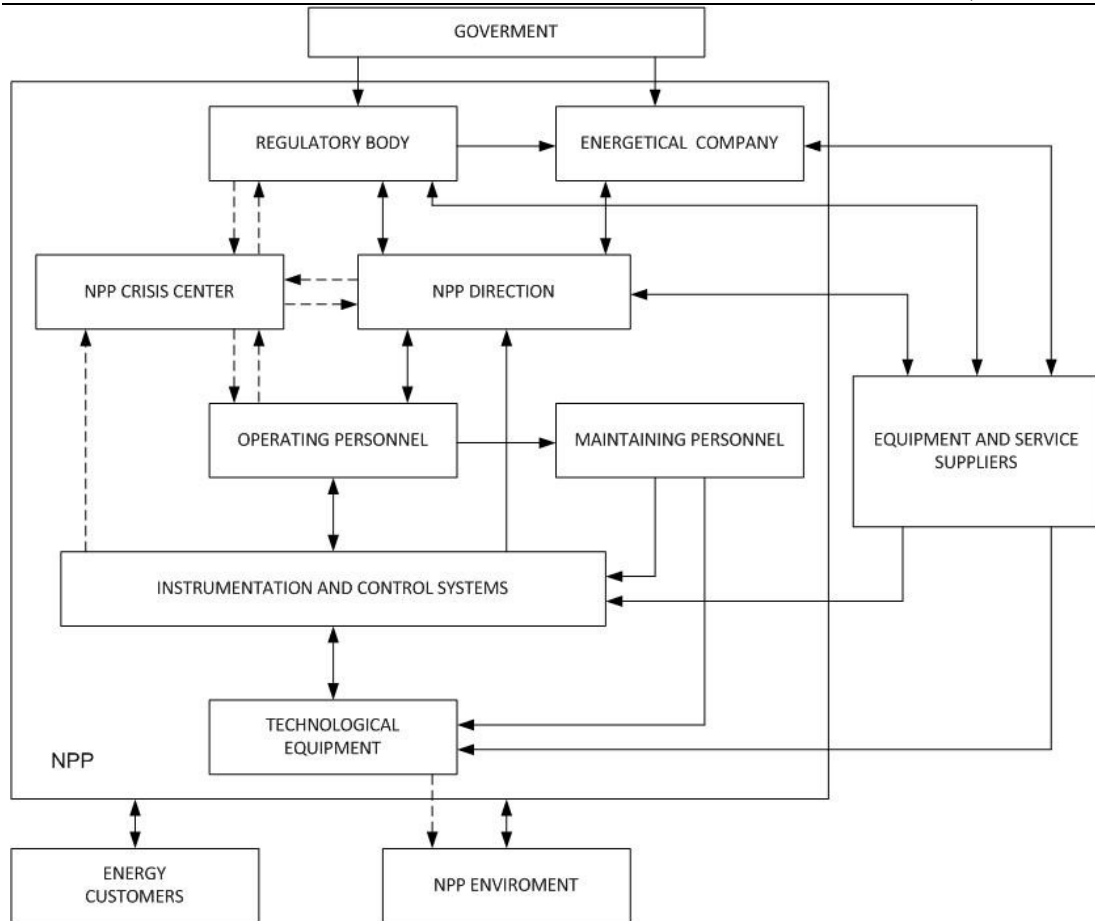 GOVERMENT
REGULATORY BODY
ENERGETICAL COMPANY
NPP CRISIS CENTER
NPP DIRECTION
OPERATING PERSONNEL
MAINTAINING PERSONNEL
EQUIPMENT AND SERVICE
SUPPLIERS
INSTRUMENTATION AND CONTROL SYSTEMS
TECHNOLOGICAL
EQUIPMENT
NPP
ENERGY
CUSTOMERS
NPP ENVIROMENT